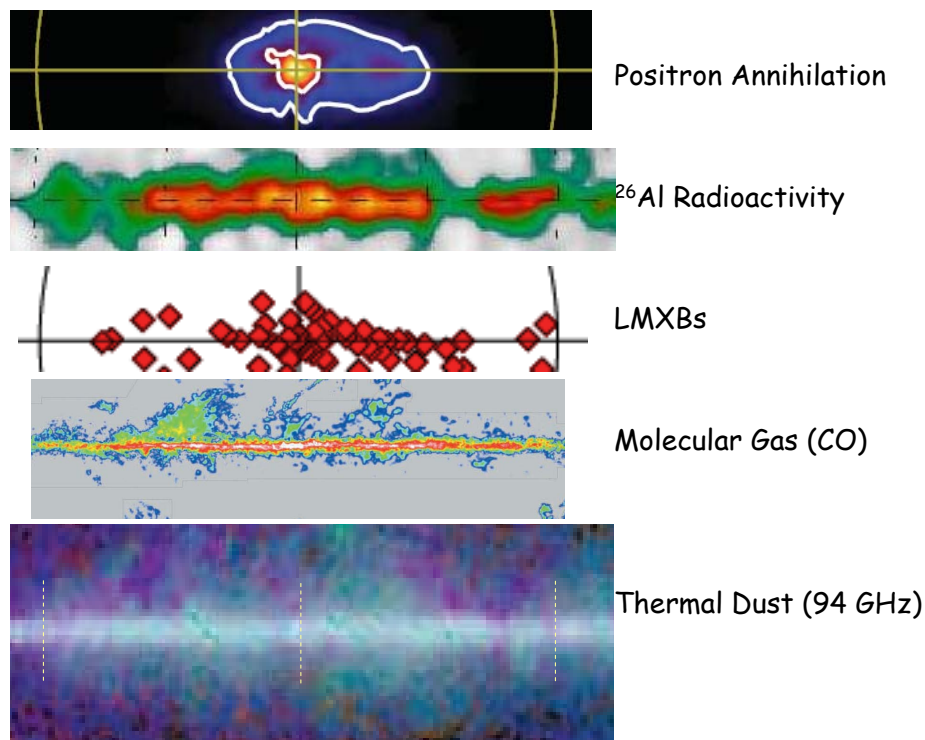 Positron Annihilation
²⁶Al Radioactivity
LMXBs
Molecular Gas (CO)
Thermal Dust (94 GHz)